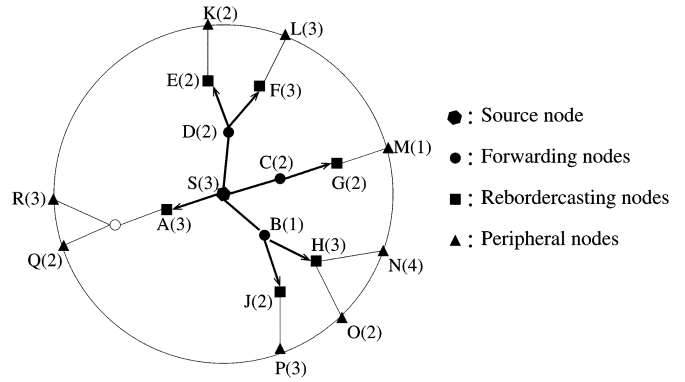 K(2)
L(3)
E(2)
F(3)
D(2)
M(1)
C(2)
G(2)
S(3)
R(3)
A(3)
B(1)
H(3)
Q(2)
N(4)
J(2)
O(2)
P(3)
: Source node
: Forwarding nodes
: Rebordercasting nodes
: Peripheral nodes